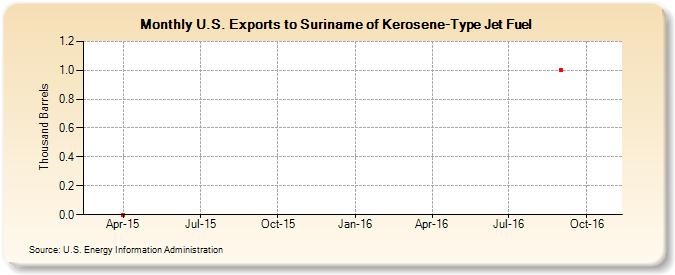 Monthly U.S. Exports to Suriname of Kerosene-Type Jet Fuel
Thousand Barrels
1.2
1.0
0.8
0.6
0.4
0.2
0.0
Apr-15 Jul-15 Oct-15 Jan-16 Apr-16 Jul-16 Oct-16
Source: U.S. Energy Information Administration